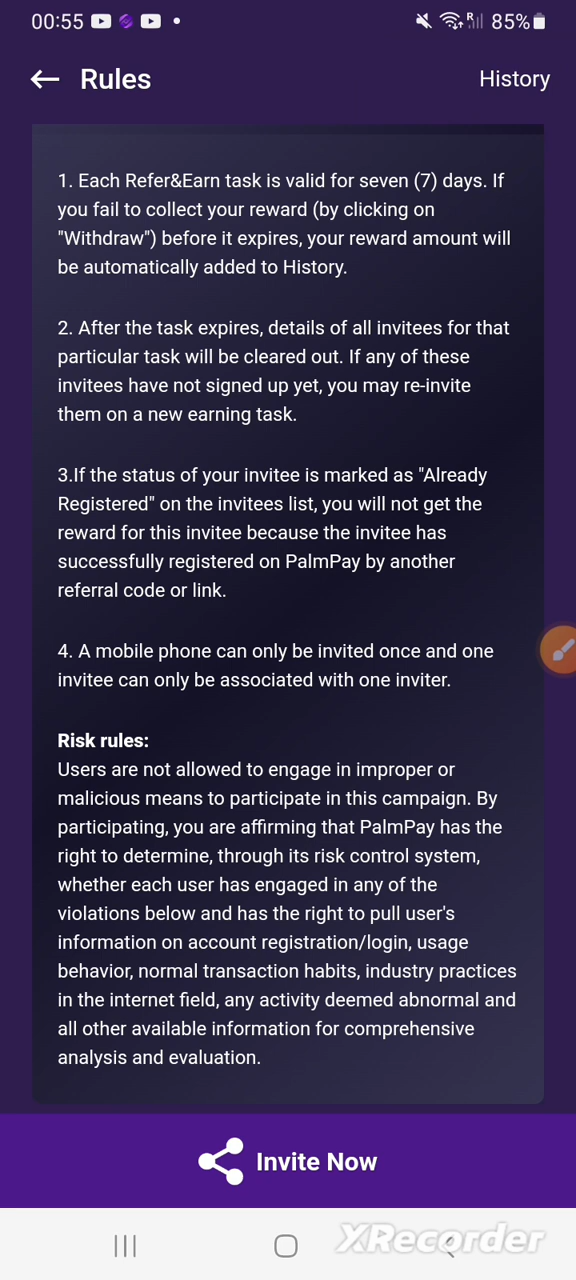 00:55 R 85%
Rules History
1. Each Refer&Earn task is valid for seven (7) days. If
you fail to collect your reward (by clicking on
"Withdraw") before it expires, your reward amount will
be automatically added to History.
2. After the task expires, details of all invitees for that
particular task will be cleared out. If any of these
invitees have not signed up yet, you may re-invite
them on a new earning task.
3.If the status of your invitee is marked as "Already
Registered" on the invitees list, you will not get the
reward for this invitee because the invitee has
successfully registered on PalmPay by another
referral code or link.
4. A mobile phone can only be invited once and one
invitee can only be associated with one inviter.
Risk rules:
Users are not allowed to engage in improper or
malicious means to participate in this campaign. By
participating, you are affirming that PalmPay has the
right to determine, through its risk control system,
whether each user has engaged in any of the
violations below and has the right to pull user's
information on account registration/login, usage
behavior, normal transaction habits, industry practices
in the internet field, any activity deemed abnormal and
all other available information for comprehensive
analysis and evaluation.
Invite Now
XRecorder